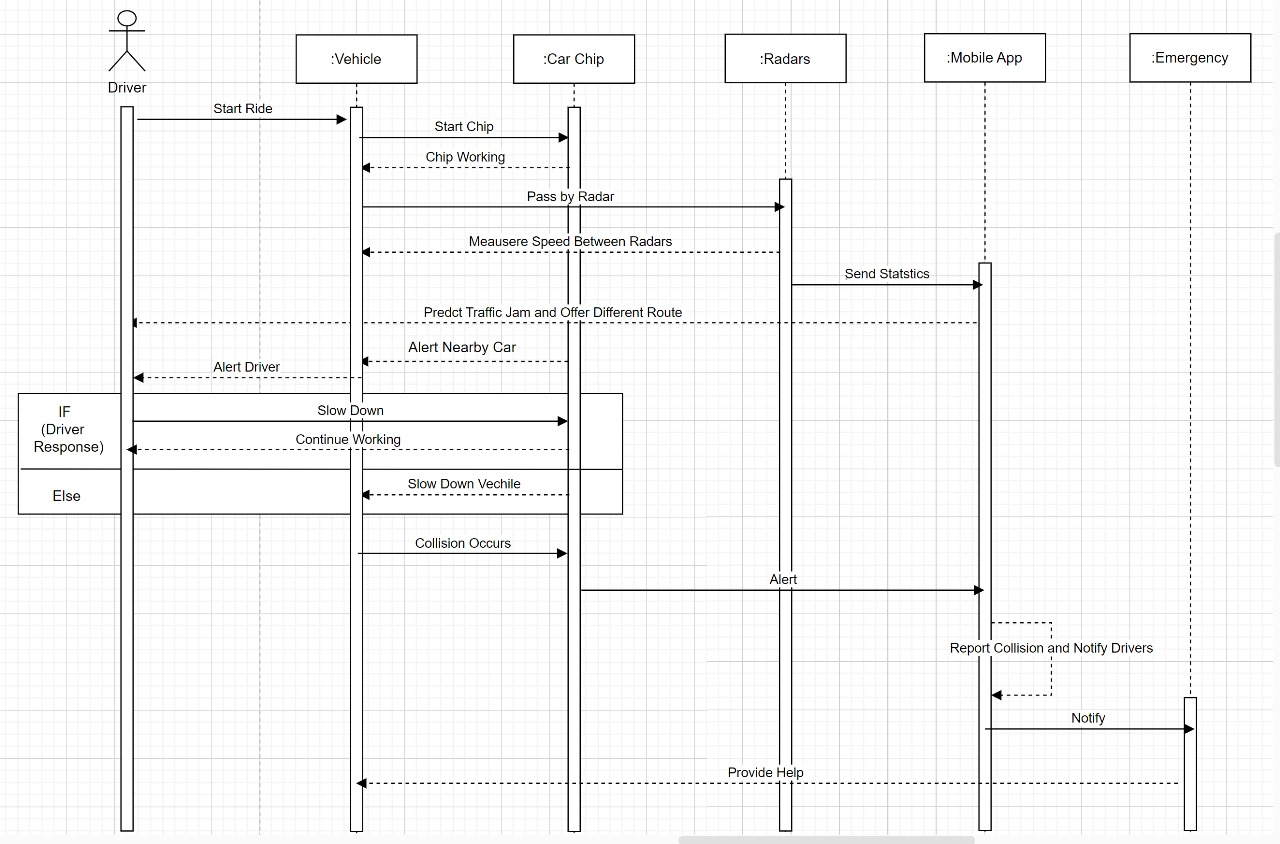 Driver
:Vehicle
:Car Chip
:Radars
:Mobile App
:Emergency
Start Ride
Start Chip
Chip Working
Pass by Radar
Meausere Speed Between Radars
Send Statstics
Predct Traffic Jam and Offer Different Route
Alert Nearby Car
Alert Driver
IF
(Driver
Response)
Slow Down
Continue Working
Else
Slow Down Vechile
Collision Occurs
Alert
Report Collision and Notify Drivers
Notify
Provide Help